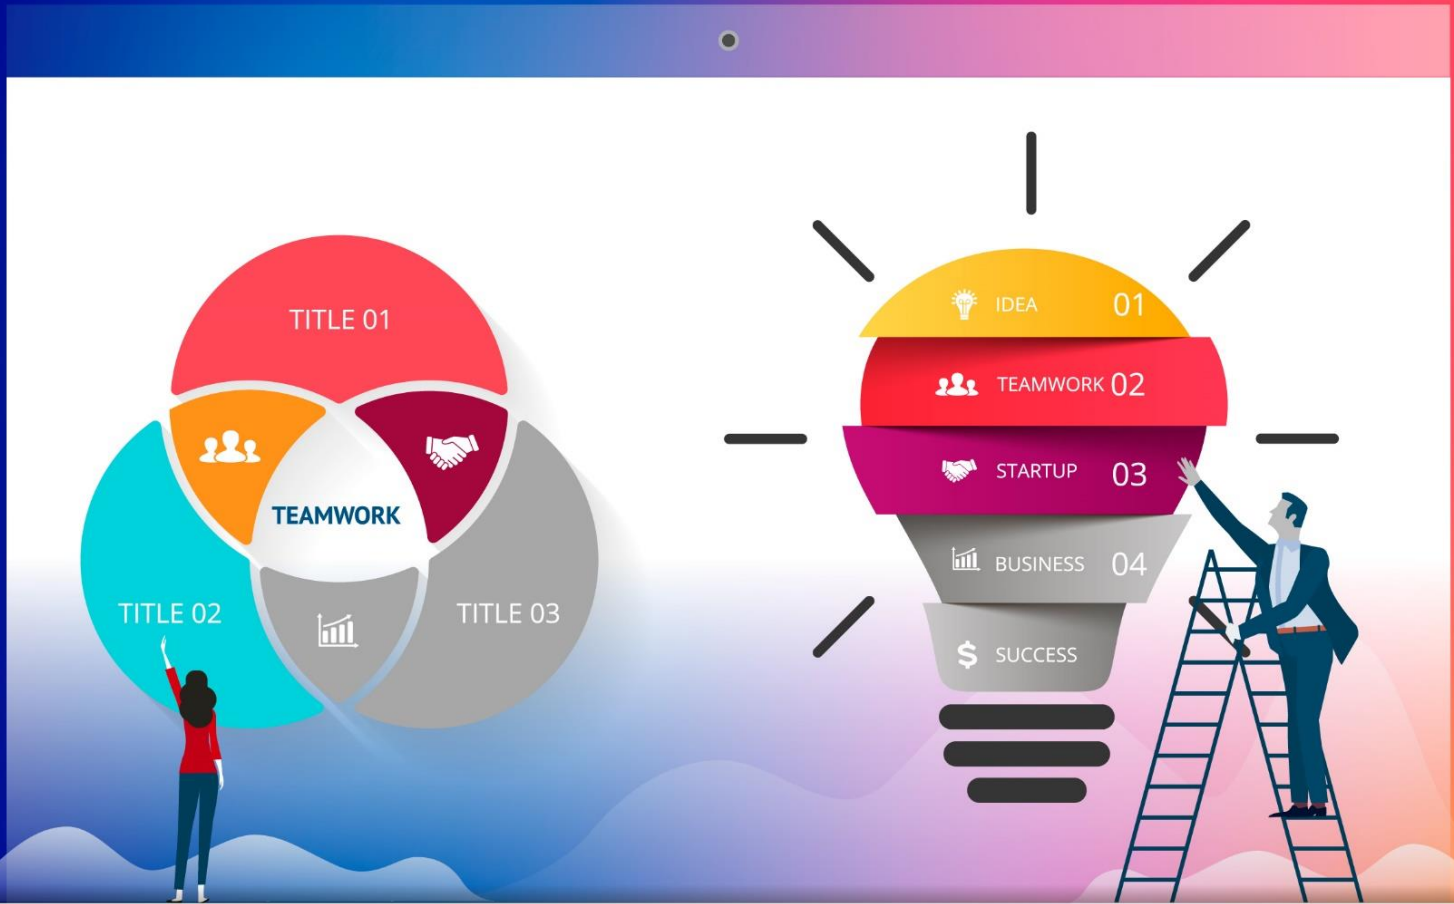 TITLE 01
TEAMWORK
TITLE 02
TITLE 03
IDEA 01
TEAMWORK 02
STARTUP 03
BUSINESS 04
$ SUCCESS